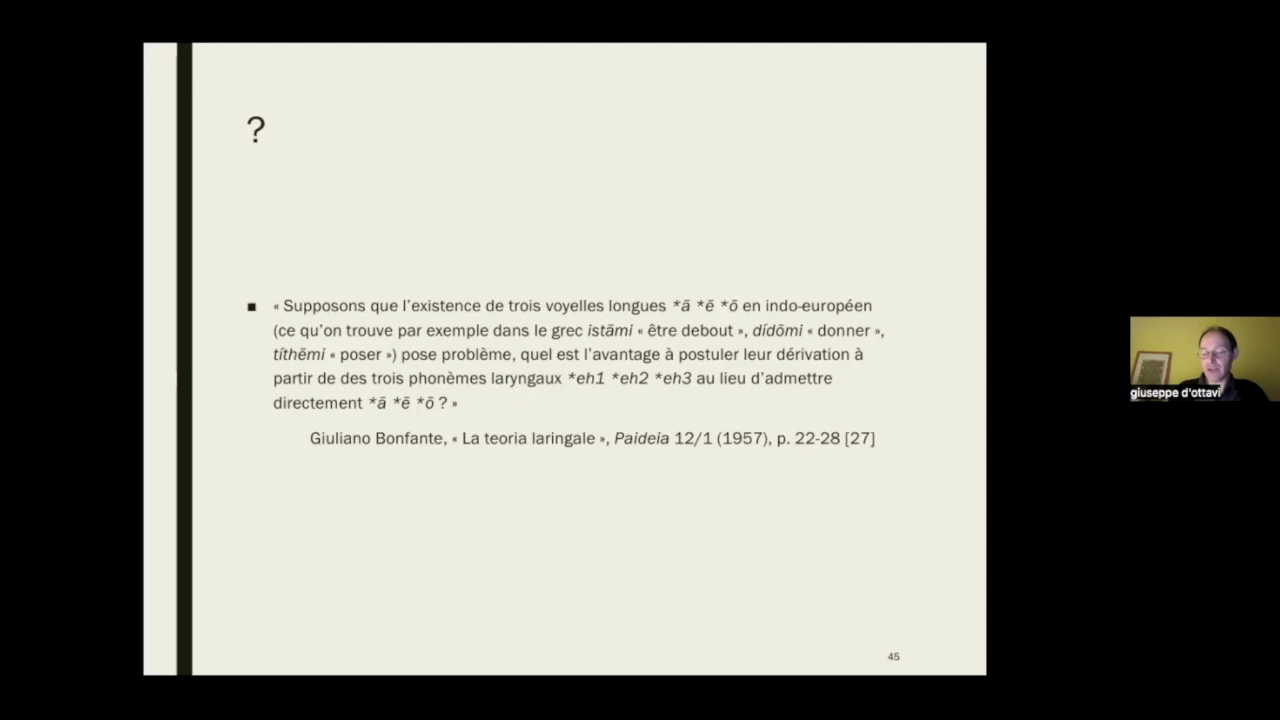 ?
■ « Supposons que l’existence de trois voyelles longues *ā *ē *ō en indo-européen
(ce qu’on trouve par exemple dans le grec istāmi « être debout », dídōmi « donner »,
títhēmi « poser ») pose problème, quel est l’avantage à postuler leur dérivation à
partir de des trois phonèmes laryngaux *eh1 *eh2 *eh3 au lieu d’admettre
directement *ā *ē *ō ? »
Giuliano Bonfante, « La teoria laringale », Paideia 12/1 (1957), p. 22-28 [27]
giuseppe d'ottavi
45